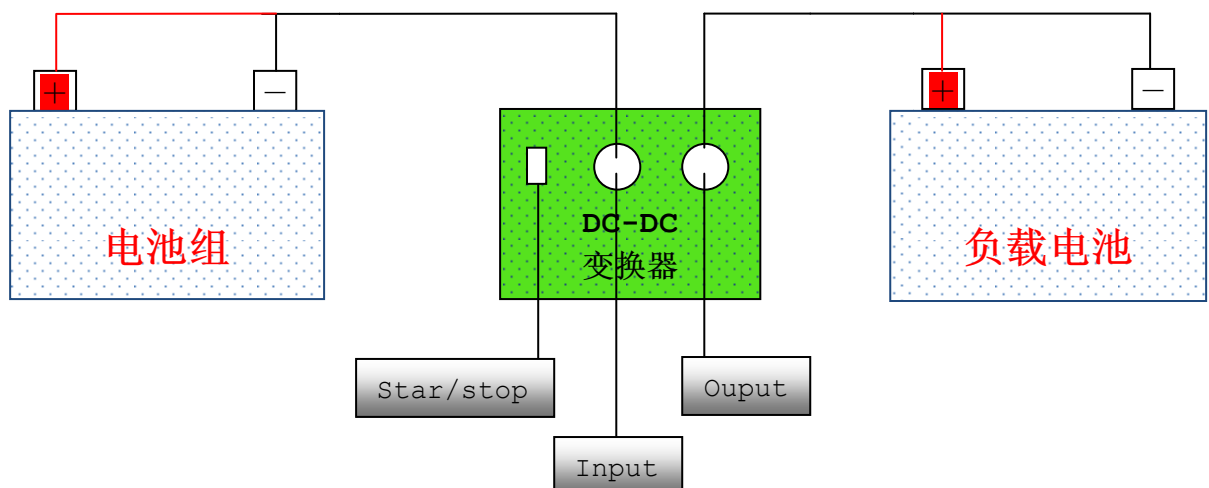 +
−
+
−
DC-DC
变换器
电池组
负载电池
Star/stop
Ouput
Input